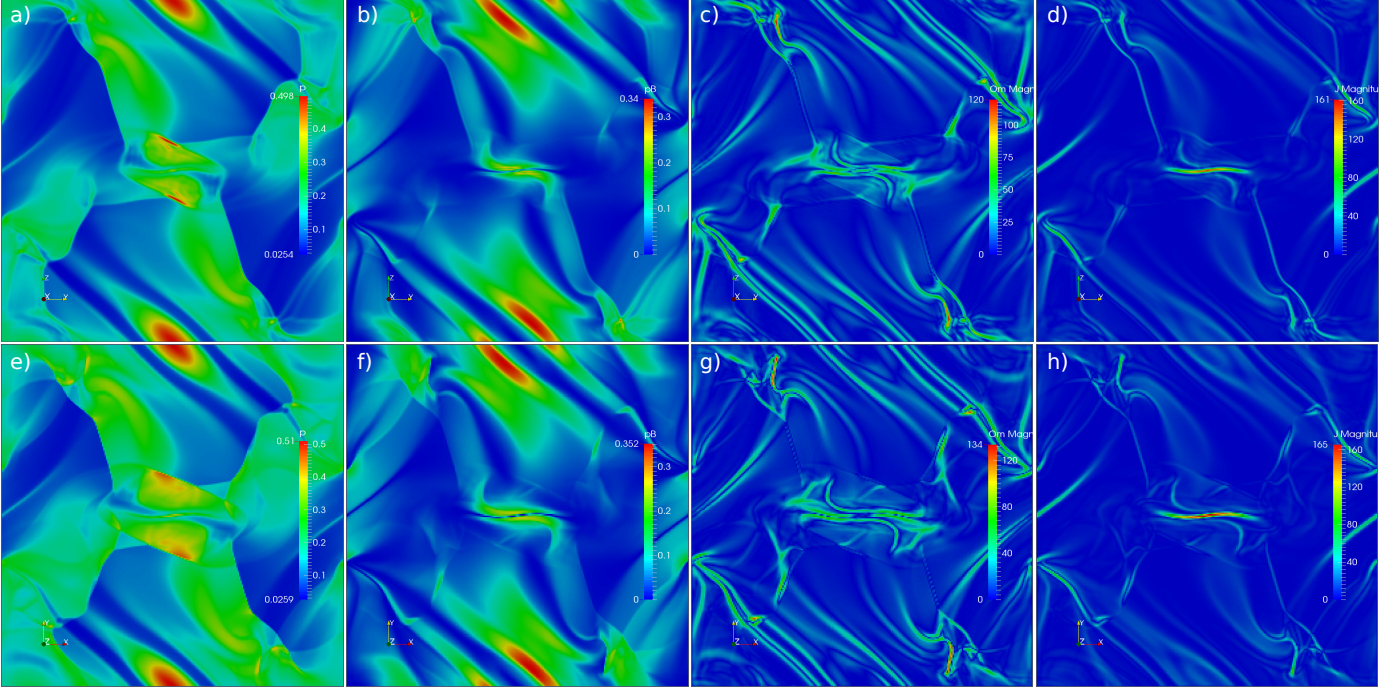 a)
P
0.498
0.4
0.3
0.2
0.1
0.0254
Z
X Y
b)
pB
0.34
0.3
0.2
0.1
0
Z
X Y
c)
Om Magn
120
100
75
50
25
0
Z
X Y
d)
J Magnitu
161 160
120
80
40
0
Z
X Y
e)
P
0.51 0.5
0.4
0.3
0.2
0.1
0.0259
Y
Z X
f)
pB
0.352
0.3
0.2
0.1
0
Y
Z X
g)
Om Magn
134
120
80
40
0
Y
Z X
h)
J Magnitu
165 160
120
80
40
0
Y
Z X